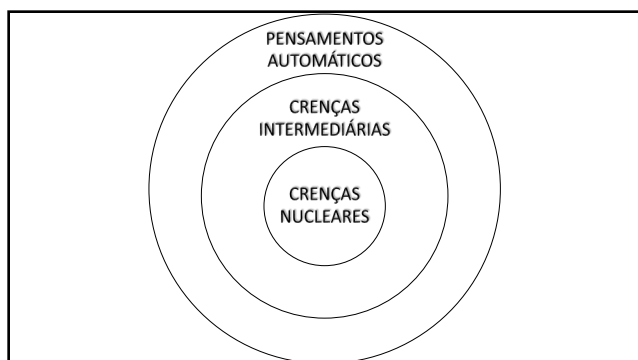 PENSAMENTOS
AUTOMÁTICOS
CRENÇAS
INTERMEDIÁRIAS
CRENÇAS
NUCLEARES